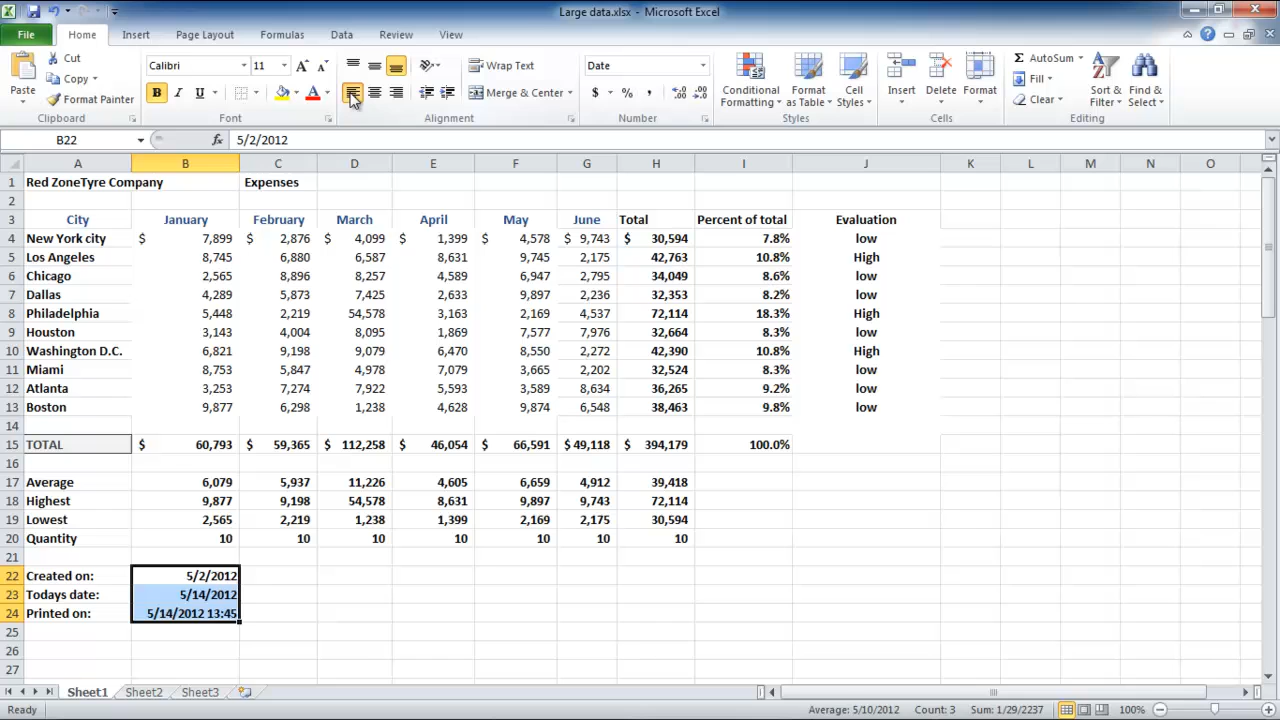 Large data.xlsx — Microsoft Excel
File Home Insert Page Layout Formulas Data Review View
Cut
Copy
Format Painter
Paste
Clipboard
Calibri 11
B I U
Font
Wrap Text
Merge & Center
Alignment
Date
$ % ,
Number
Conditional Formatting
Format as Table
Cell Styles
Styles
Insert Delete Format
Cells
AutoSum
Fill
Clear
Sort & Filter
Find & Select
Editing
B22 fx 5/2/2012
A B C D E F G H I J K L M N O
1 Red ZoneTyre Company Expenses
2
3 City January February March April May June Total Percent of total Evaluation
4 New York city $ 7,899 $ 2,876 $ 4,099 $ 1,399 $ 4,578 $ 9,743 $ 30,594 7.8% low
5 Los Angeles 8,745 6,880 6,587 8,631 9,745 2,175 42,763 10.8% High
6 Chicago 2,565 8,896 8,257 4,589 6,947 2,795 34,049 8.6% low
7 Dallas 4,289 5,873 7,425 2,633 9,897 2,236 32,353 8.2% low
8 Philadelphia 5,448 2,219 54,578 3,163 2,169 4,537 72,114 18.3% High
9 Houston 3,143 4,004 8,095 1,869 7,577 7,976 32,664 8.3% low
10 Washington D.C. 6,821 9,198 9,079 6,470 8,550 2,272 42,390 10.8% High
11 Miami 8,753 5,847 4,978 7,079 3,665 2,202 32,524 8.3% low
12 Atlanta 3,253 7,274 7,922 5,593 3,589 8,634 36,265 9.2% low
13 Boston 9,877 6,298 1,238 4,628 9,874 6,548 38,463 9.8% low
14
15 TOTAL $ 60,793 $ 59,365 $ 112,258 $ 46,054 $ 66,591 $ 49,118 $ 394,179 100.0%
16
17 Average 6,079 5,937 11,226 4,605 6,659 4,912 39,418
18 Highest 9,877 9,198 54,578 8,631 9,897 9,743 72,114
19 Lowest 2,565 2,219 1,238 1,399 2,169 2,175 30,594
20 Quantity 10 10 10 10 10 10 10
21
22 Created on: 5/2/2012
23 Todays date: 5/14/2012
24 Printed on: 5/14/2012 13:45
25
26
27
Sheet1 Sheet2 Sheet3
Ready Average: 5/10/2012 Count: 3 Sum: 1/29/2237 100%